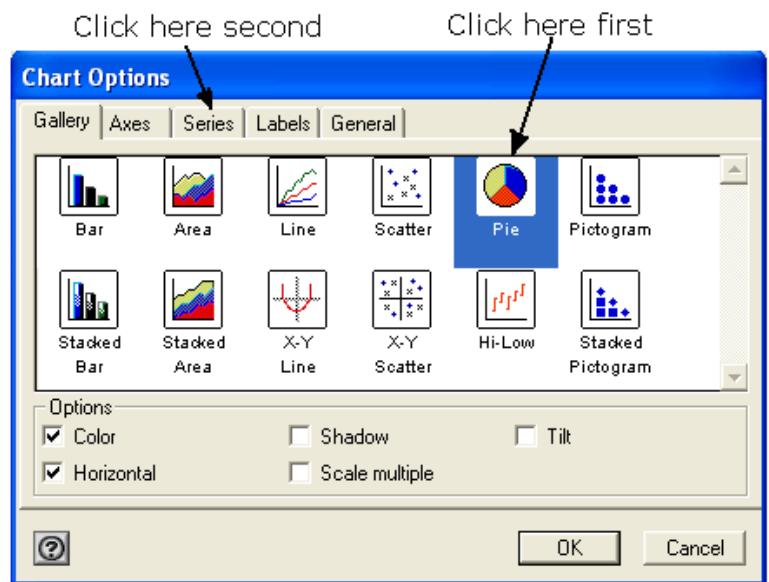 Click here second Click here first
Chart Options
Gallery Axes Series Labels General
Bar Area Line Scatter Pie Pictogram
Stacked Stacked X-Y X-Y Hi-Low Stacked
Bar Area Line Scatter Pictogram
Options
Color Shadow Tilt
Horizontal Scale multiple
? OK Cancel